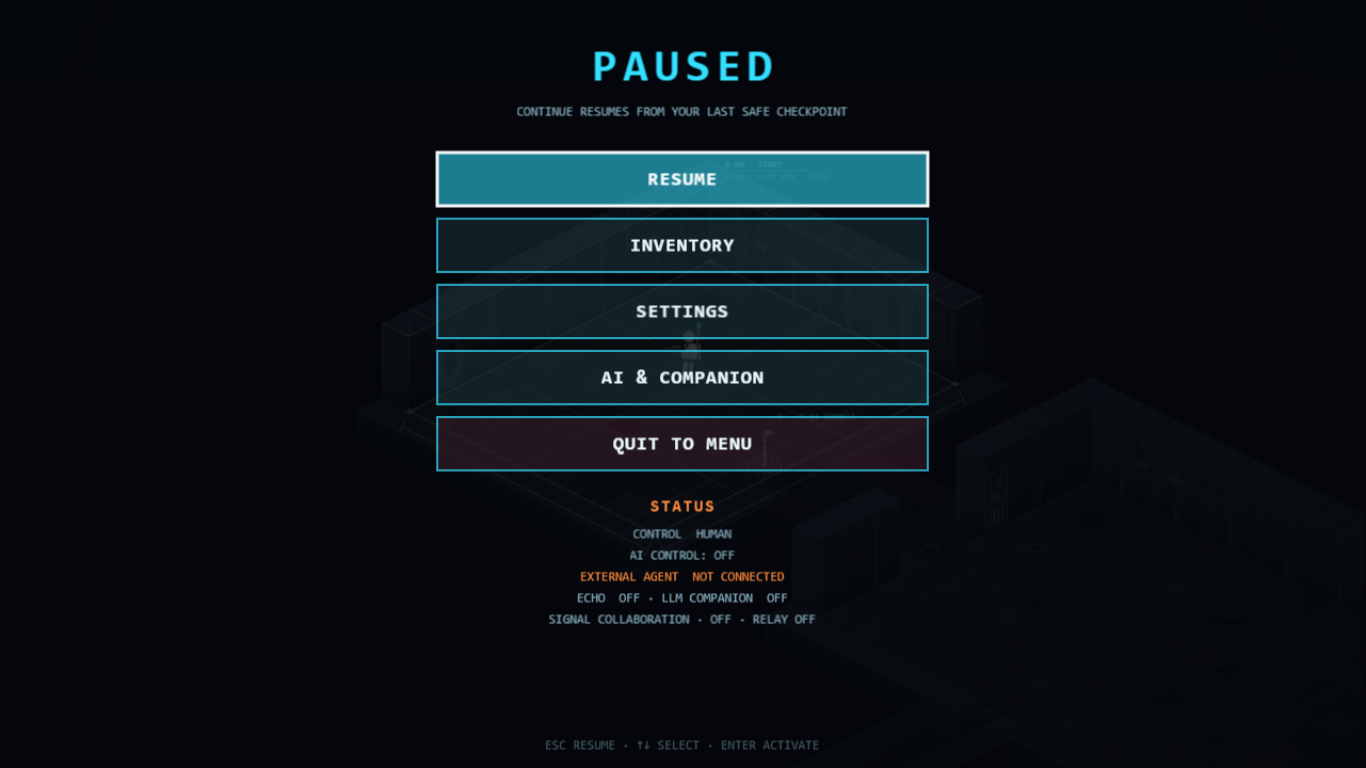 PAUSED
CONTINUE RESUMES FROM YOUR LAST SAFE CHECKPOINT
RESUME
INVENTORY
SETTINGS
AI & COMPANION
QUIT TO MENU
STATUS
CONTROL HUMAN
AI CONTROL: OFF
EXTERNAL AGENT NOT CONNECTED
ECHO OFF · LLM COMPANION OFF
SIGNAL COLLABORATION · OFF · RELAY OFF
ESC RESUME · ↑↓ SELECT · ENTER ACTIVATE